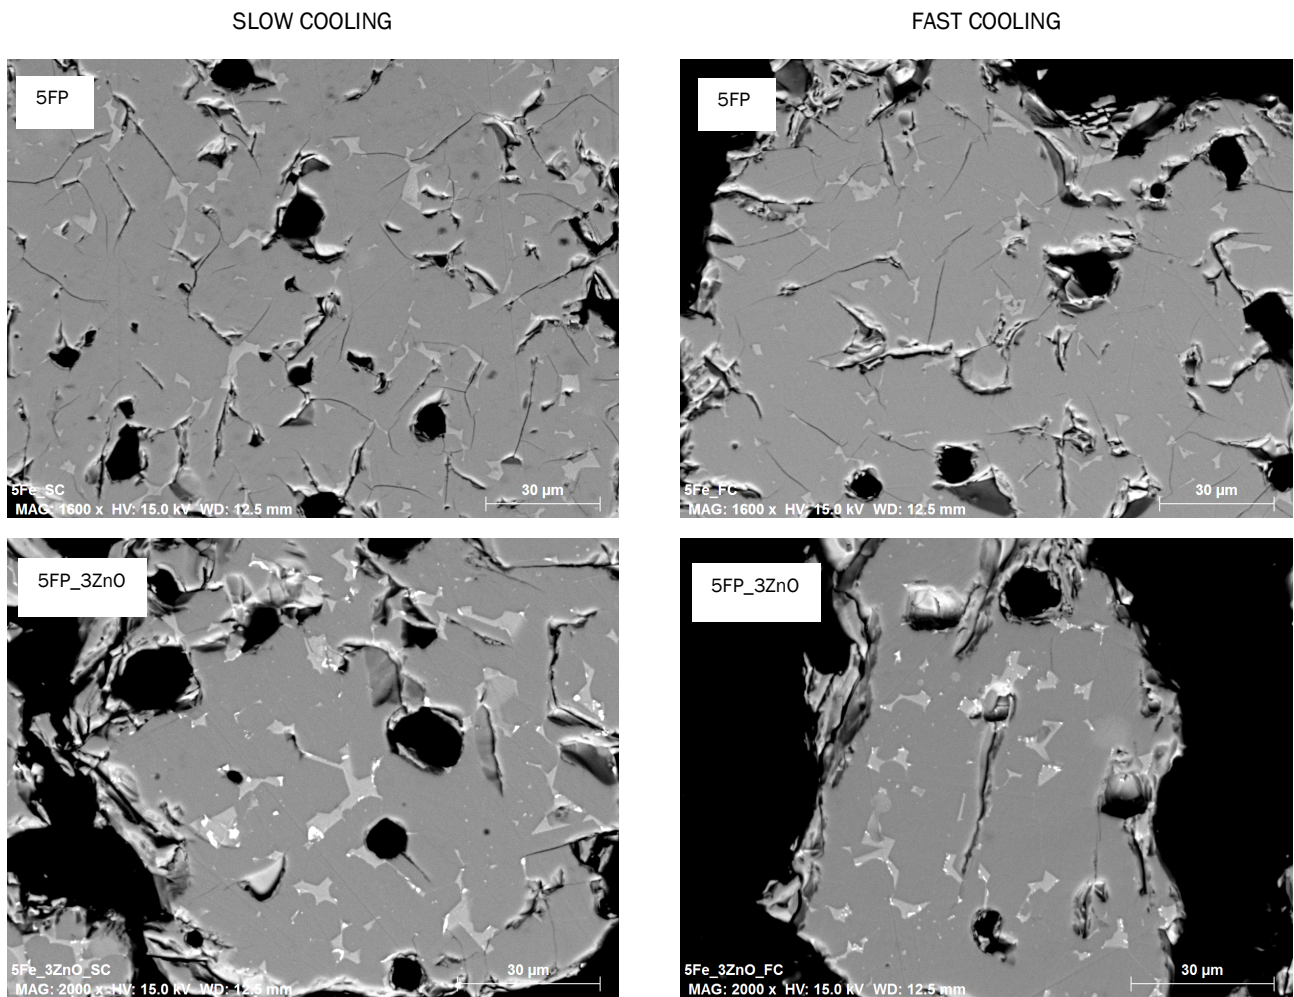 SLOW COOLING
FAST COOLING
5FP
5Fe_SC
30 µm
MAG: 1600 x HV: 15.0 kV WD: 12.5 mm
5FP
5Fe_FC
30 µm
MAG: 1600 x HV: 15.0 kV WD: 12.5 mm
5FP_3ZnO
5Fe_3ZnO_SC
30 µm
MAG: 2000 x HV: 15.0 kV WD: 12.5 mm
5FP_3ZnO
5Fe_3ZnO_FC
30 µm
MAG: 2000 x HV: 15.0 kV WD: 12.5 mm